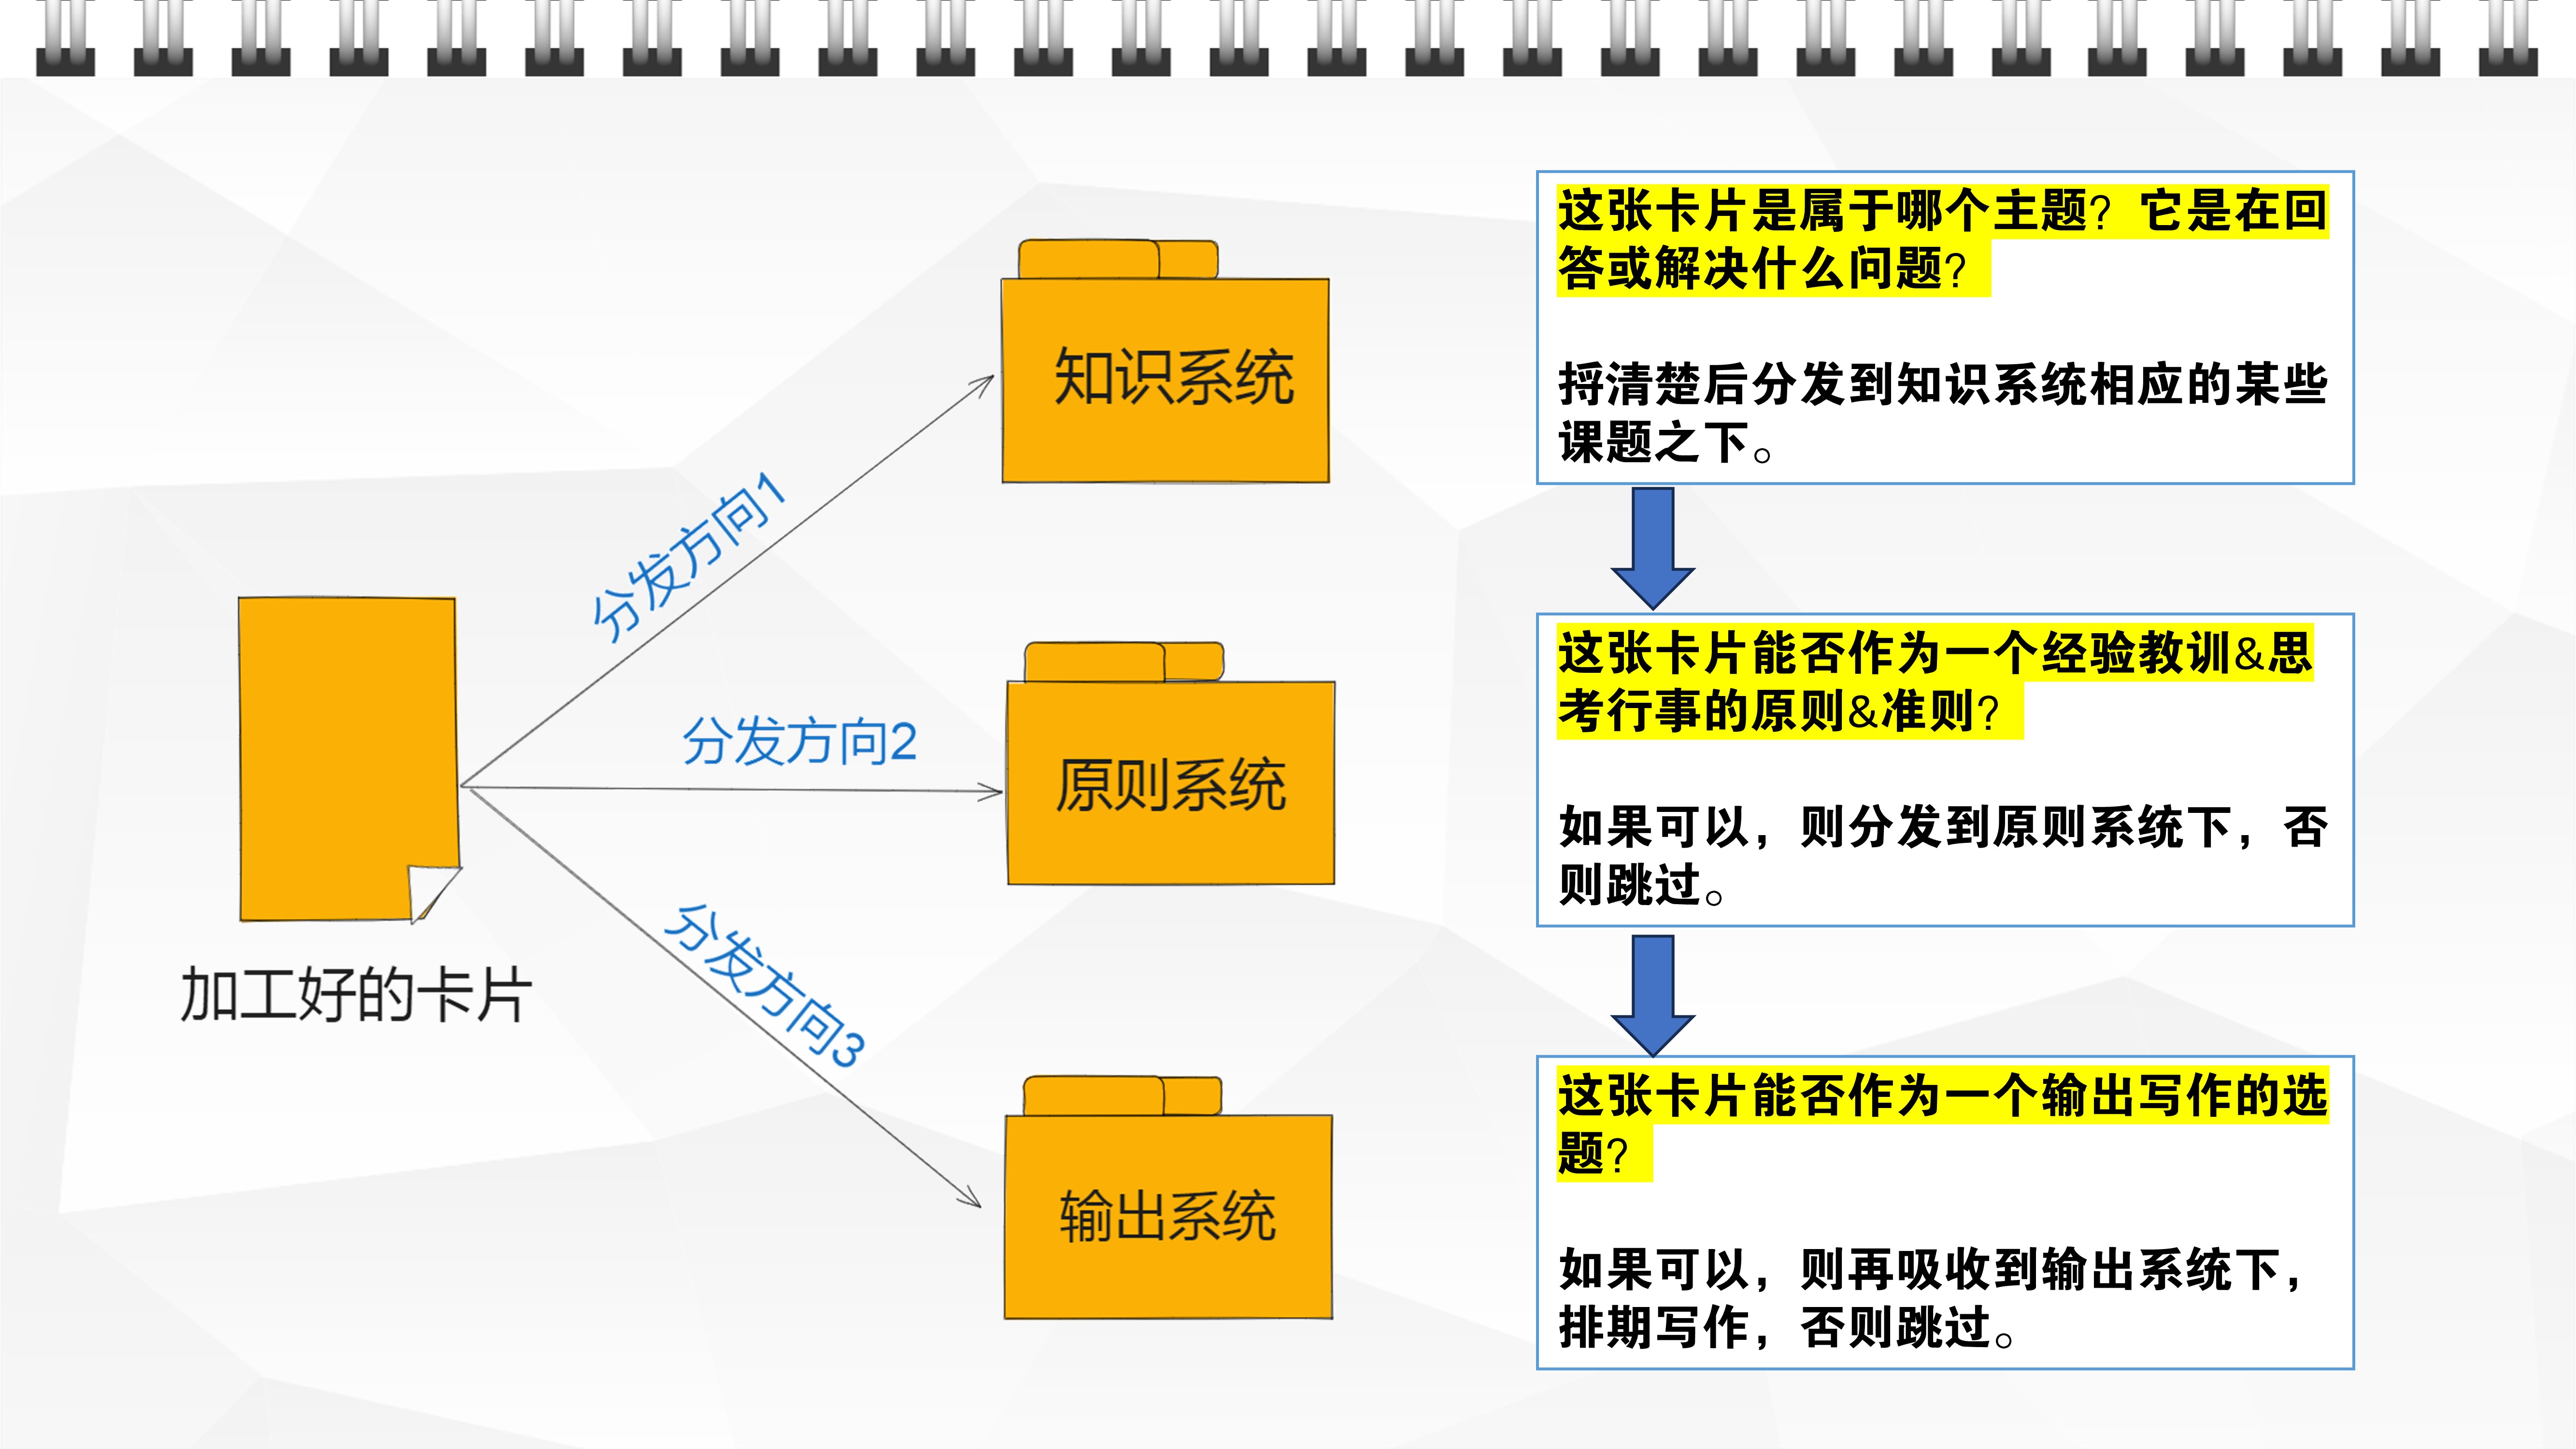 分发方向1
知识系统
分发方向2
原则系统
加工好的卡片
分发方向3
输出系统
这张卡片是属于哪个主题？它是在回
答或解决什么问题？
捋清楚后分发到知识系统相应的某些
课题之下。
这张卡片能否作为一个经验教训&思
考行事的原则&准则？
如果可以，则分发到原则系统下，否
则跳过。
这张卡片能否作为一个输出写作的选
题？
如果可以，则再吸收到输出系统下，
排期写作，否则跳过。